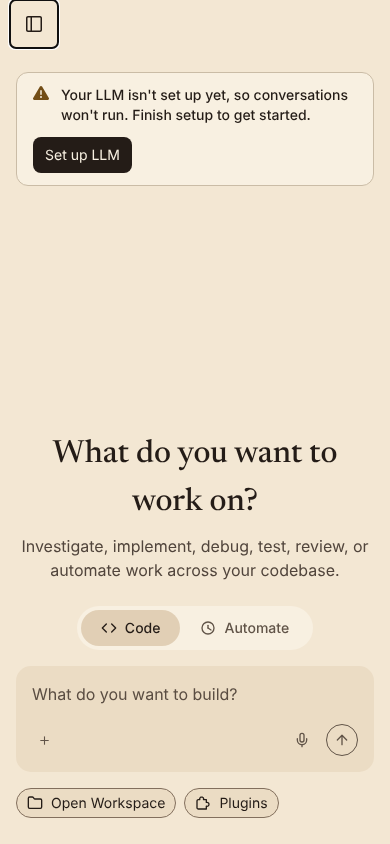 Your LLM isn't set up yet, so conversations
won't run. Finish setup to get started.
Set up LLM
What do you want to
work on?
Investigate, implement, debug, test, review, or
automate work across your codebase.
Code
Automate
What do you want to build?
Open Workspace
Plugins